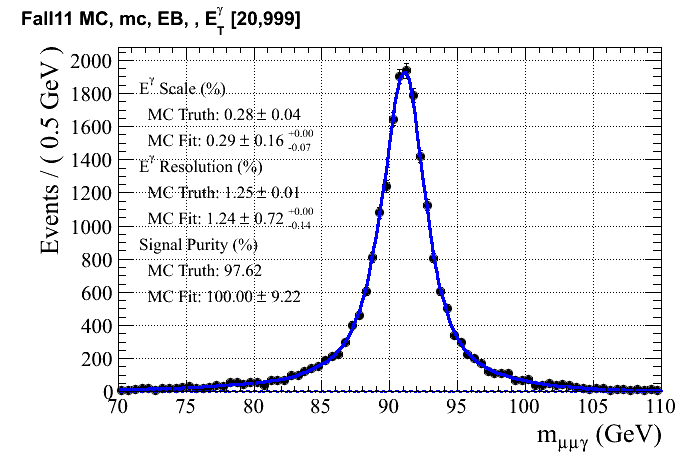 Fall11 MC, mc, EB, , E_T^γ [20,999]
Events / ( 0.5 GeV )
2000
1800
1600
1400
1200
1000
800
600
400
200
0
E^γ Scale (%)
MC Truth: 0.28 ± 0.04
MC Fit: 0.29 ± 0.16 +0.00 -0.07
E^γ Resolution (%)
MC Truth: 1.25 ± 0.01
MC Fit: 1.24 ± 0.72 +0.00 -0.14
Signal Purity (%)
MC Truth: 97.62
MC Fit: 100.00 ± 9.22
70 75 80 85 90 95 100 105 110
m_μμγ (GeV)